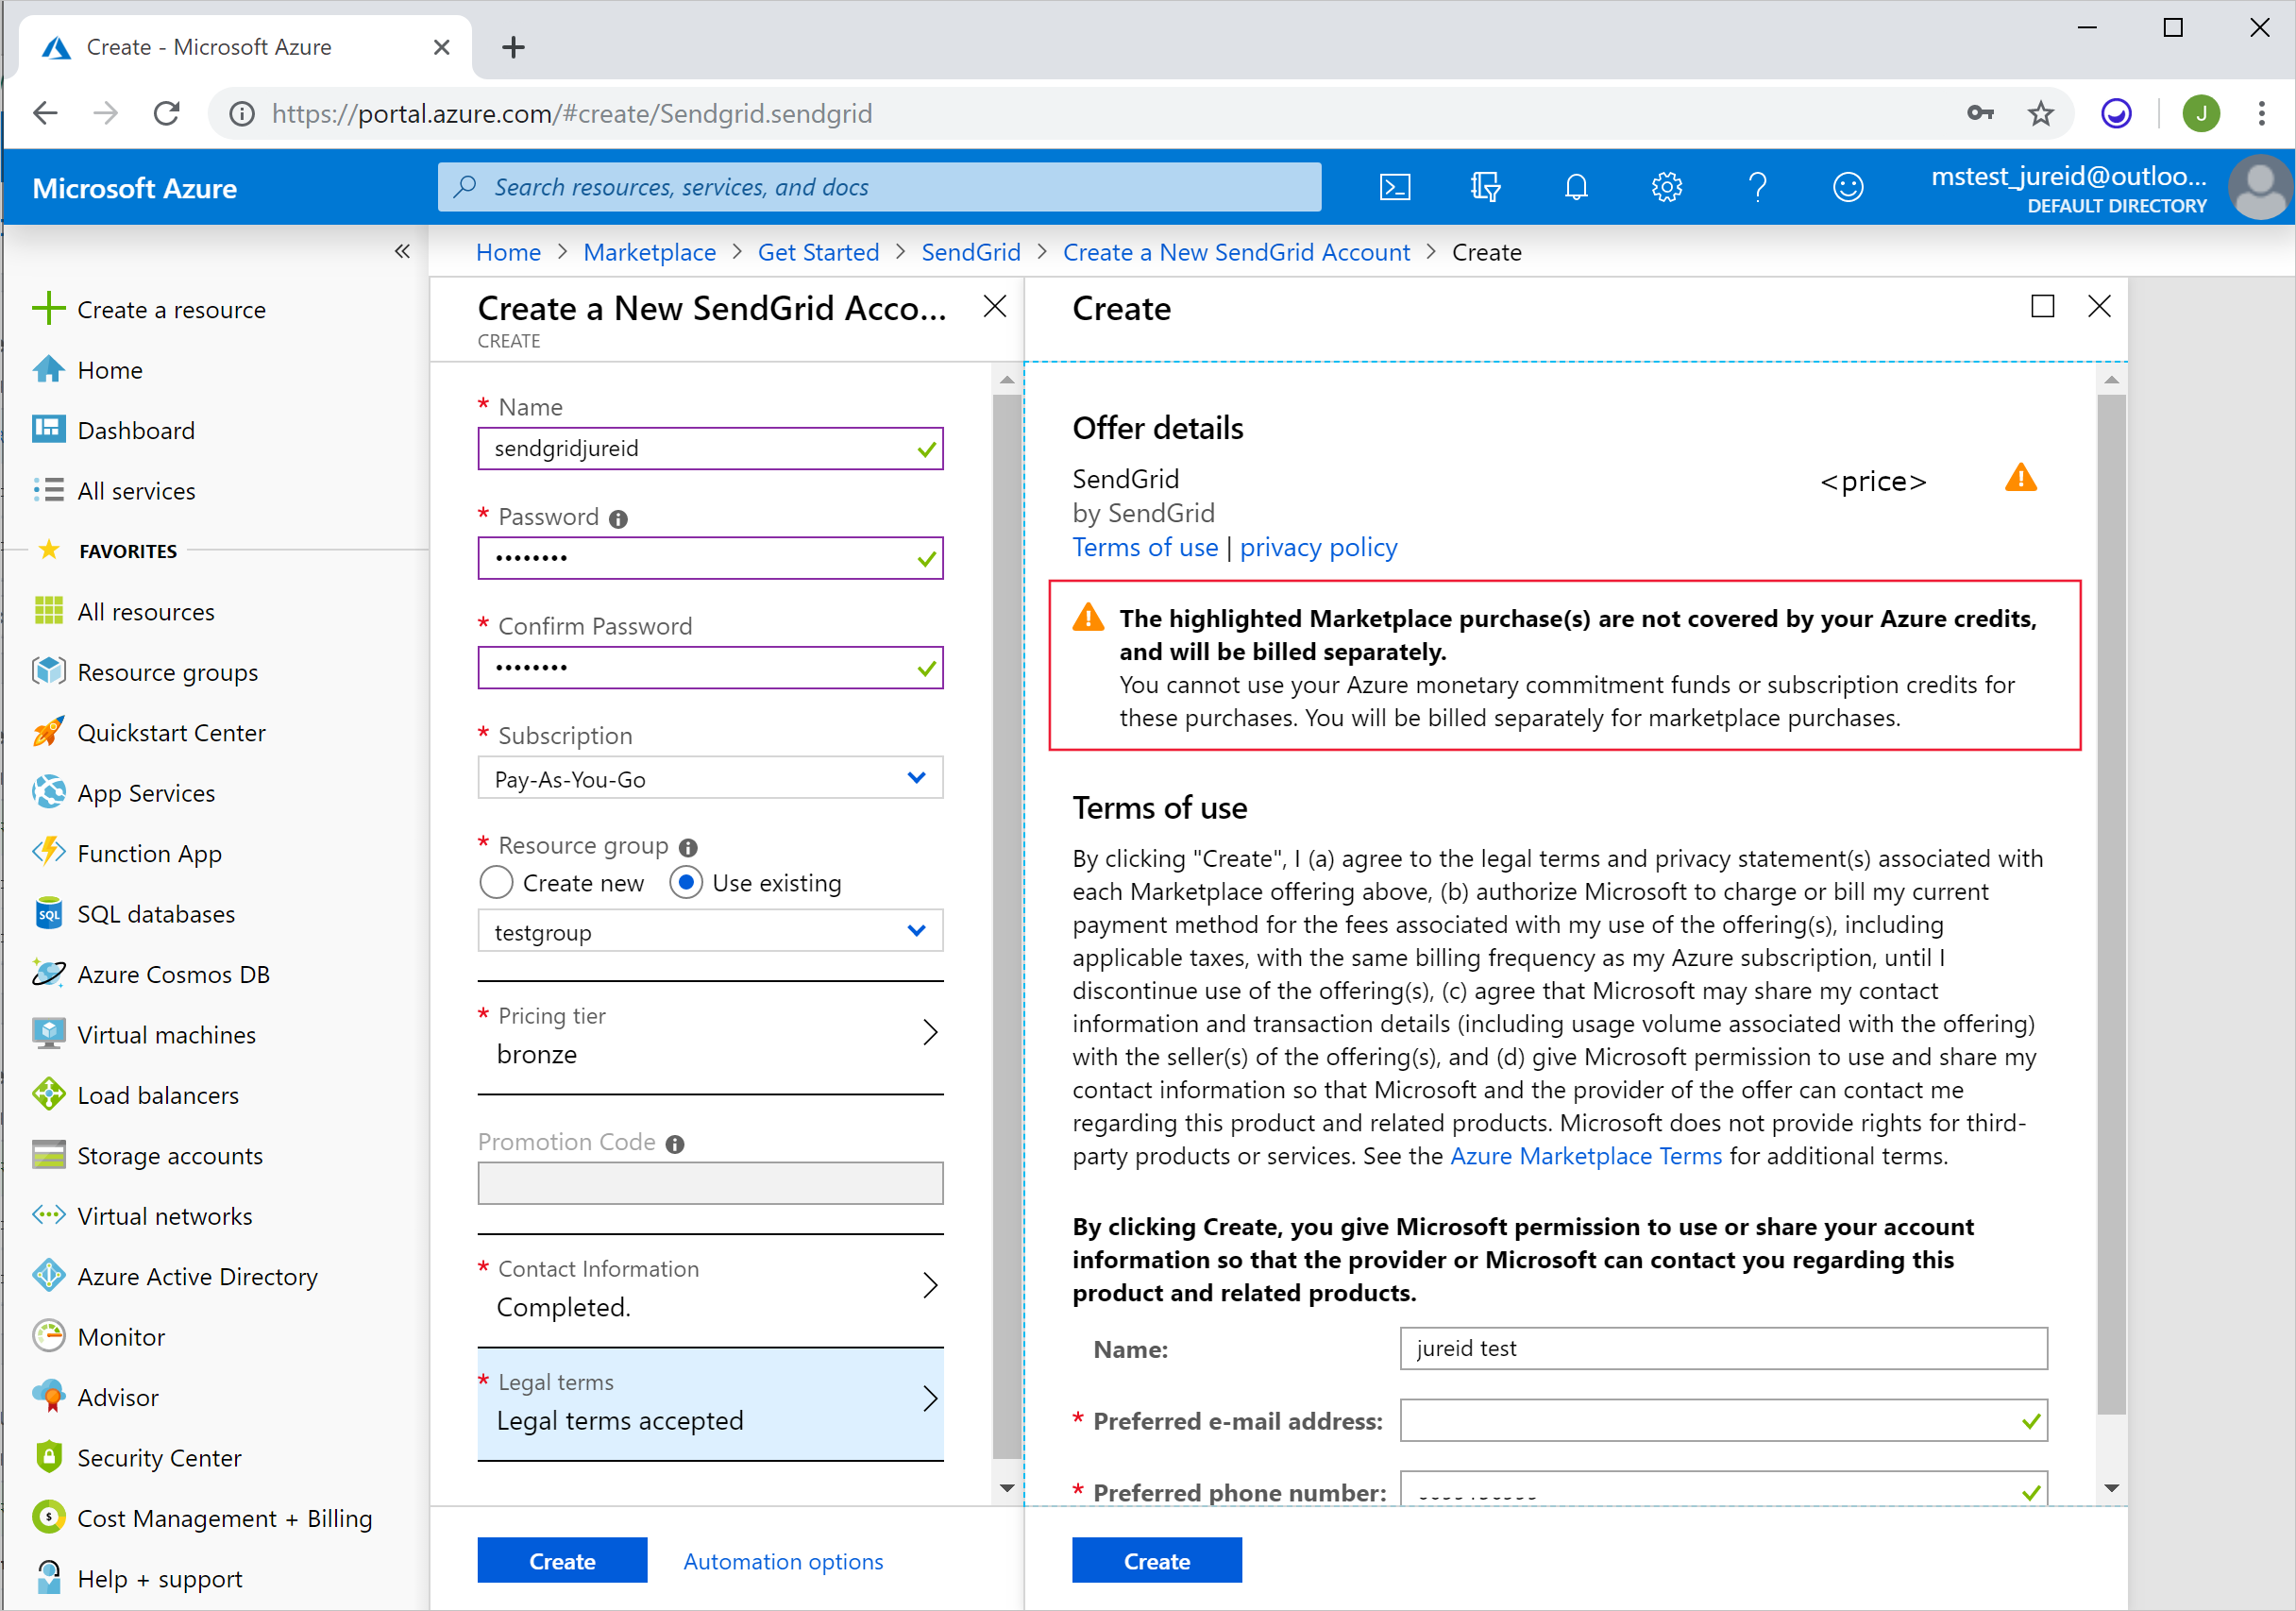 Create - Microsoft Azure
https://portal.azure.com/#create/Sendgrid.sendgrid
J
Microsoft Azure
Search resources, services, and docs
mstest_jureid@outloo...
DEFAULT DIRECTORY
Home > Marketplace > Get Started > SendGrid > Create a New SendGrid Account > Create
Create a resource
Home
Dashboard
All services
FAVORITES
All resources
Resource groups
Quickstart Center
App Services
Function App
SQL
SQL databases
Azure Cosmos DB
Virtual machines
Load balancers
Storage accounts
Virtual networks
Azure Active Directory
Monitor
Advisor
Security Center
Cost Management + Billing
Help + support
Create a New SendGrid Acco...
CREATE
* Name
sendgridjureid
* Password
••••••••
* Confirm Password
••••••••
* Subscription
Pay-As-You-Go
* Resource group
Create new Use existing
testgroup
* Pricing tier
bronze
Promotion Code
* Contact Information
Completed.
* Legal terms
Legal terms accepted
Create Automation options
Create
Offer details
SendGrid <price>
by SendGrid
Terms of use | privacy policy
The highlighted Marketplace purchase(s) are not covered by your Azure credits,
and will be billed separately.
You cannot use your Azure monetary commitment funds or subscription credits for
these purchases. You will be billed separately for marketplace purchases.
Terms of use
By clicking "Create", I (a) agree to the legal terms and privacy statement(s) associated with
each Marketplace offering above, (b) authorize Microsoft to charge or bill my current
payment method for the fees associated with my use of the offering(s), including
applicable taxes, with the same billing frequency as my Azure subscription, until I
discontinue use of the offering(s), (c) agree that Microsoft may share my contact
information and transaction details (including usage volume associated with the offering)
with the seller(s) of the offering(s), and (d) give Microsoft permission to use and share my
contact information so that Microsoft and the provider of the offer can contact me
regarding this product and related products. Microsoft does not provide rights for third-
party products or services. See the Azure Marketplace Terms for additional terms.
By clicking Create, you give Microsoft permission to use or share your account
information so that the provider or Microsoft can contact you regarding this
product and related products.
Name: jureid test
* Preferred e-mail address:
* Preferred phone number:
Create